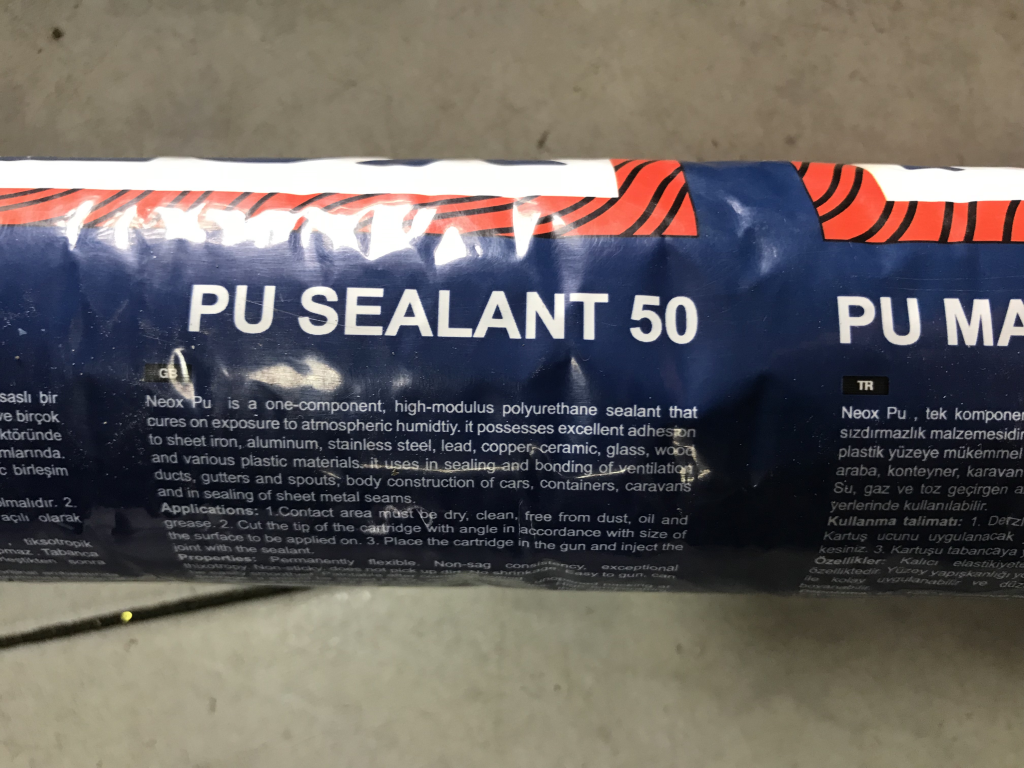 PU SEALANT 50
GB
Neox Pu is a one-component, high-modulus polyurethane sealant that
cures on exposure to atmospheric humidtiy. it possesses excellent adhesion
to sheet iron, aluminum, stainless steel, lead, copper, ceramic, glass, wood
and various plastic materials. it uses in sealing and bonding of ventilation
ducts, gutters and spouts, body construction of cars, containers, caravans
and in sealing of sheet metal seams.
Applications: 1.Contact area must be dry, clean, free from dust, oil and
grease. 2. Cut the tip of the cartridge with angle in accordance with size of
the surface to be applied on. 3. Place the cartridge in the gun and inject the
joint with the sealant.
Properties: Permanently flexible. Non-sag consistency, exceptional
PU MA
TR
Neox Pu , tek kompone
sızdırmazlık malzemesidir
plastik yüzeye mükémmel
araba, konteyner, karavan
Su, gaz ve toz geçirgen a
yerlerinde kullanılabilir.
Kullanma talimatı: 1. Derzi
Kartuş ucunu uygulanacak
kesiniz. 3. Kartuşu tabancaya y
Özellikler: Kalıcı elastikiyete
saslı bir
ve birçok
ktöründe
mlarında.
c birleşim
olmalıdır. 2.
açılı olarak
tiksotropik
Tabanca
sonra